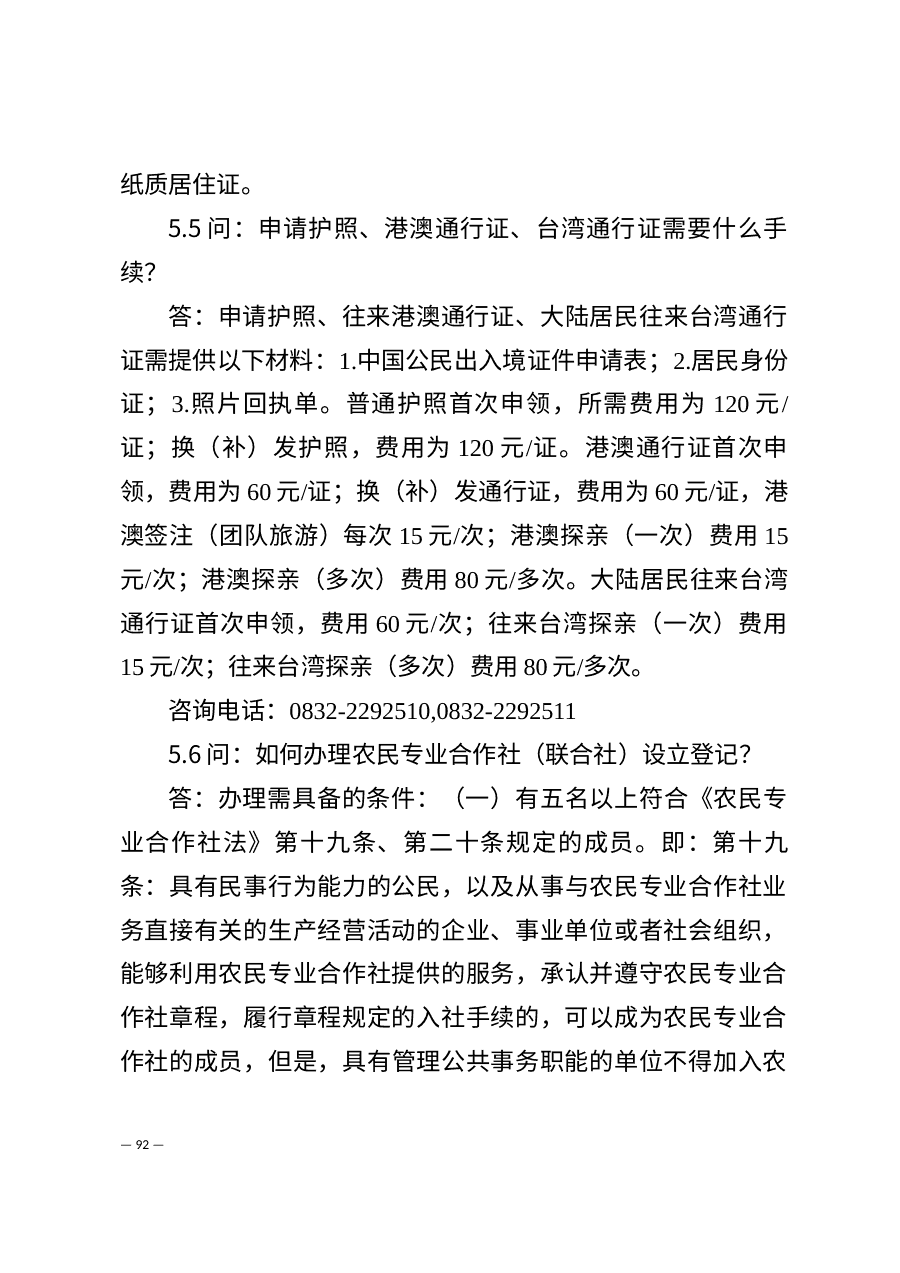 纸质居住证。
5.5 问：申请护照、港澳通行证、台湾通行证需要什么手
续？
答：申请护照、往来港澳通行证、大陆居民往来台湾通行
证需提供以下材料：1.中国公民出入境证件申请表；2.居民身份
证；3.照片回执单。普通护照首次申领，所需费用为 120 元/
证；换（补）发护照，费用为 120 元/证。港澳通行证首次申
领，费用为 60 元/证；换（补）发通行证，费用为 60 元/证，港
澳签注（团队旅游）每次 15 元/次；港澳探亲（一次）费用 15
元/次；港澳探亲（多次）费用 80 元/多次。大陆居民往来台湾
通行证首次申领，费用 60 元/次；往来台湾探亲（一次）费用
15 元/次；往来台湾探亲（多次）费用 80 元/多次。
咨询电话：0832-2292510,0832-2292511
5.6 问：如何办理农民专业合作社（联合社）设立登记？
答：办理需具备的条件：（一）有五名以上符合《农民专
业合作社法》第十九条、第二十条规定的成员。即：第十九
条：具有民事行为能力的公民，以及从事与农民专业合作社业
务直接有关的生产经营活动的企业、事业单位或者社会组织，
能够利用农民专业合作社提供的服务，承认并遵守农民专业合
作社章程，履行章程规定的入社手续的，可以成为农民专业合
作社的成员，但是，具有管理公共事务职能的单位不得加入农
— 92 —